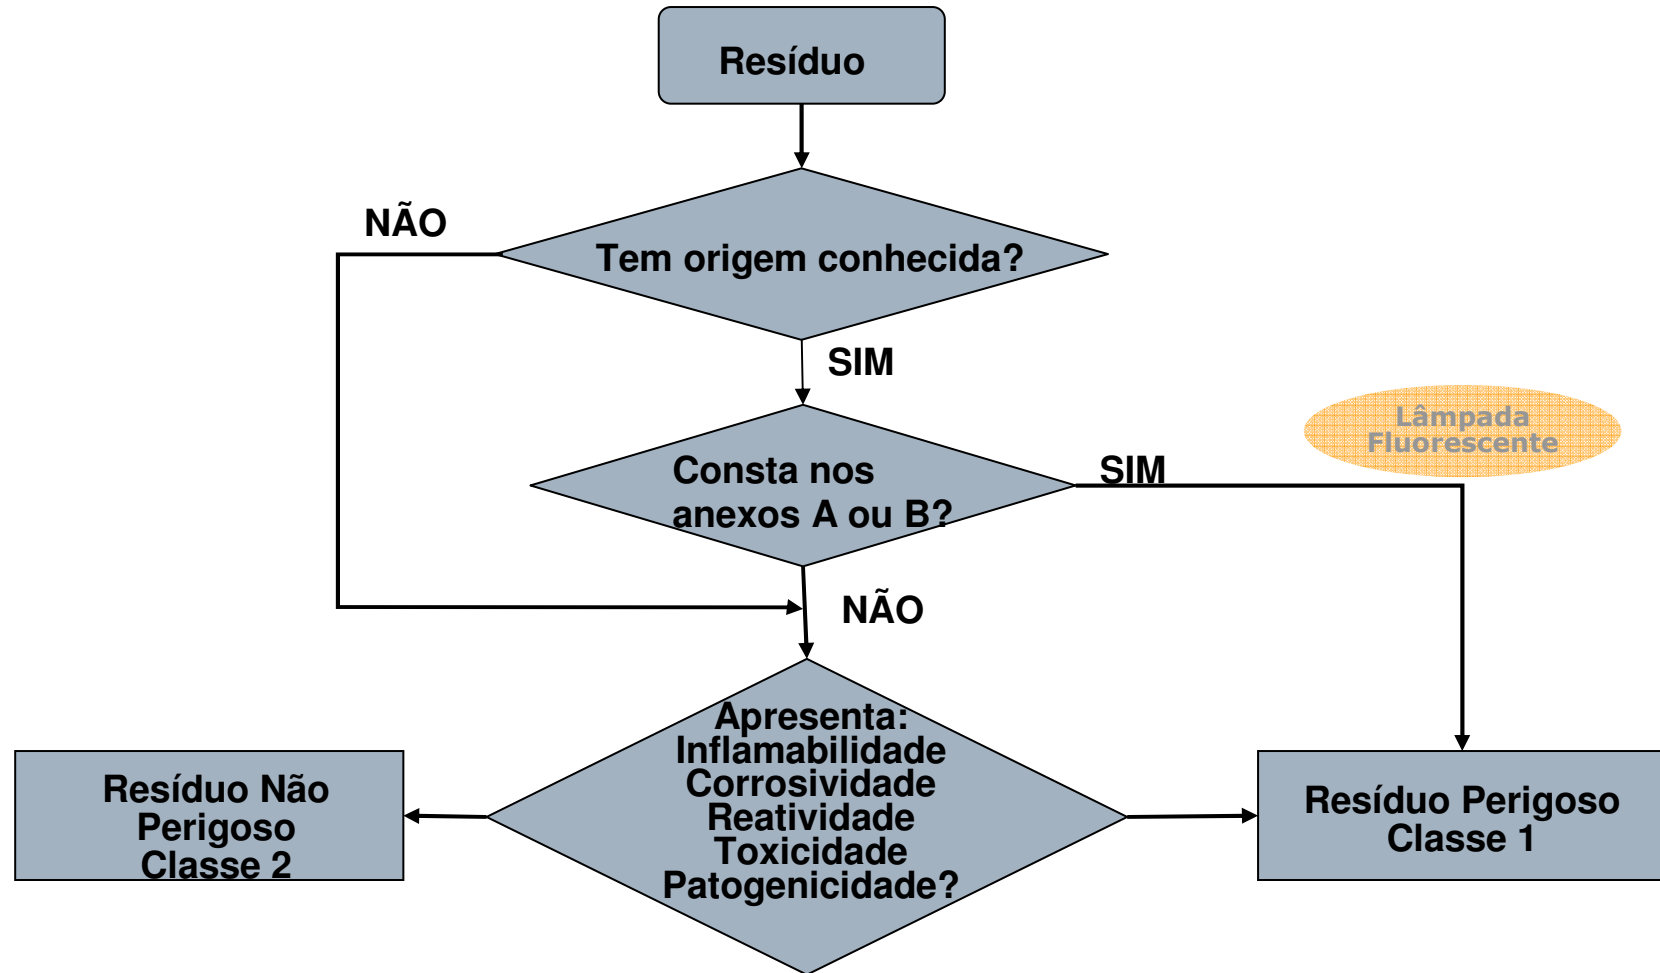 Resíduo
NÃO
Tem origem conhecida?
SIM
Lâmpada
Fluorescente
Consta nos
anexos A ou B?
SIM
NÃO
Apresenta:
Inflamabilidade
Corrosividade
Reatividade
Toxicidade
Patogenicidade?
Resíduo Não
Perigoso
Classe 2
Resíduo Perigoso
Classe 1